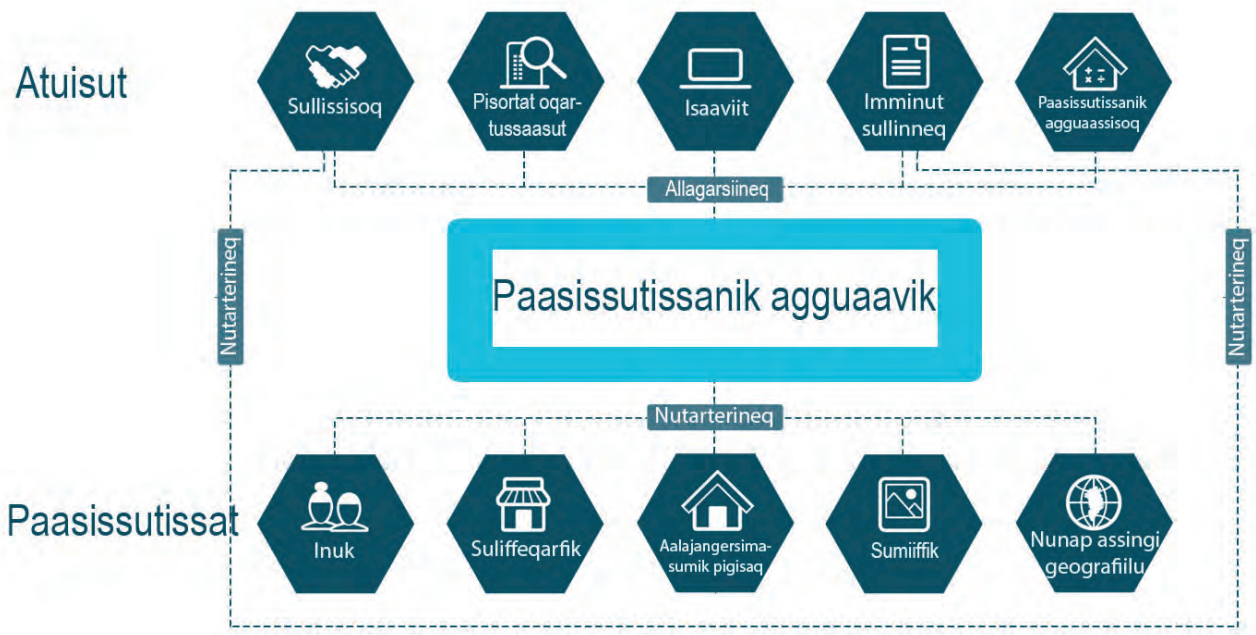 Atuisut
Sullissisoq
Pisortat oqar-
tussaasut
Isaaviit
Imminut
sullinneq
Paasissutissanik
agguaassisoq
Allagarsiineq
Nutarterineq
Paasissutissanik agguaavik
Nutarterineq
Nutarterineq
Paasissutissat
Inuk
Suliffeqarfik
Aalajangersima-
sumik pigisaq
Sumiiffik
Nunap assingi
geografiilu